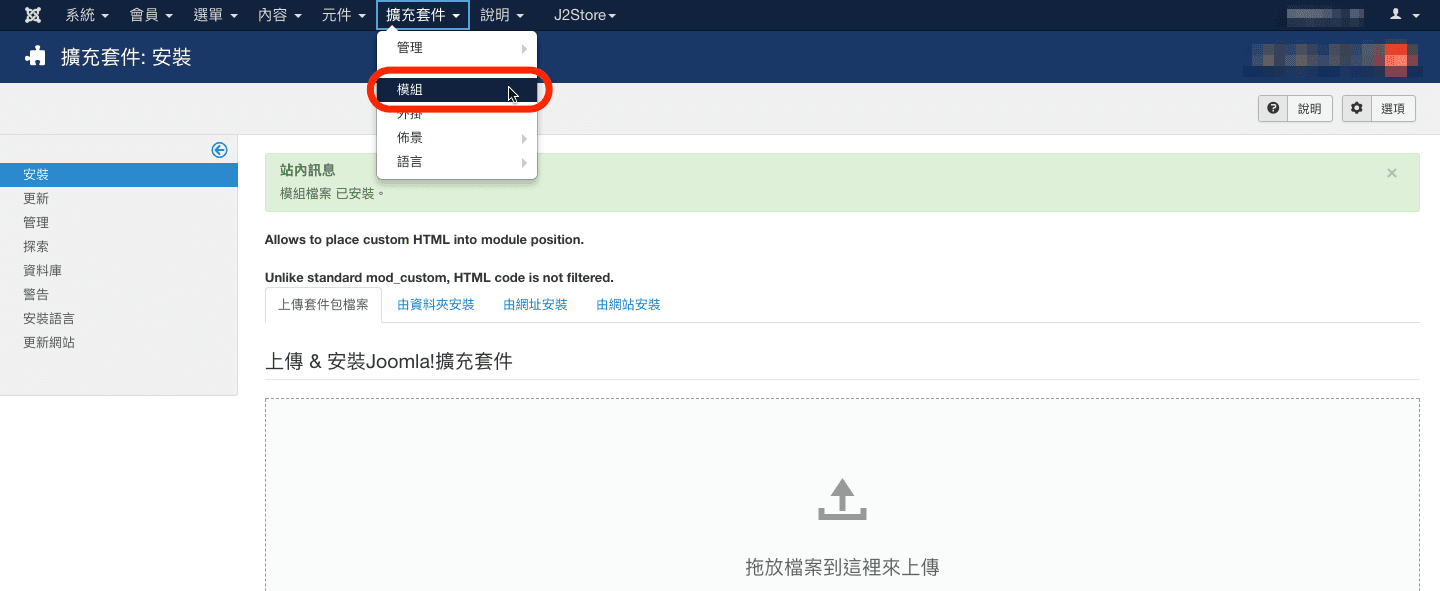 系統 會員 選單 內容 元件 擴充套件 說明 J2Store
擴充套件: 安裝
管理
模組
外掛
佈景
語言
說明 選項
安裝
更新
管理
探索
資料庫
警告
安裝語言
更新網站
站內訊息
模組檔案 已安裝。
Allows to place custom HTML into module position.
Unlike standard mod_custom, HTML code is not filtered.
上傳套件包檔案 由資料夾安裝 由網址安裝 由網站安裝
上傳 & 安裝Joomla!擴充套件
拖放檔案到這裡來上傳